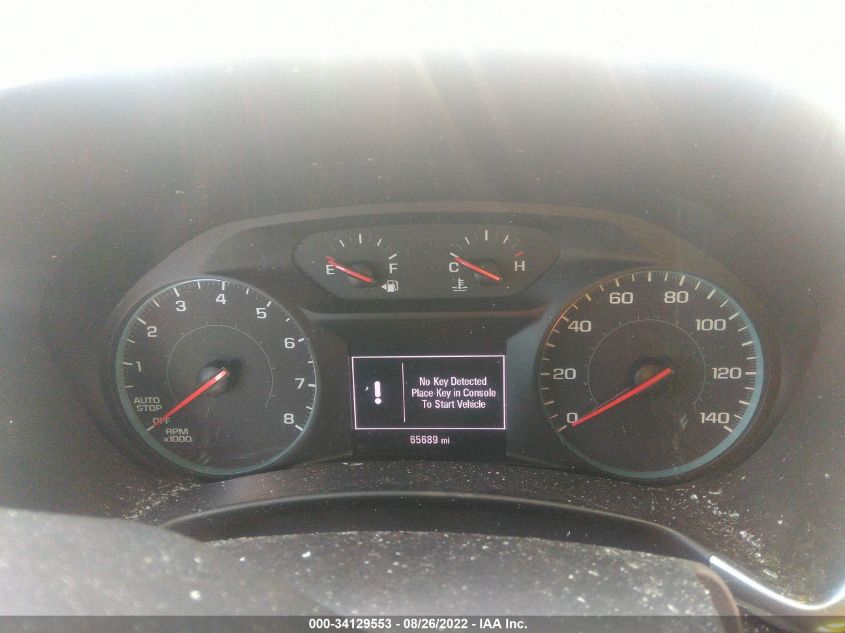 E F
C H
1 2 3 4 5 6 7 8
AUTO
STOP
OFF
RPM
x1000
No Key Detected
Place Key in Console
To Start Vehicle
!
65689 mi
0 20 40 60 80 100 120 140
000-34129553 - 08/26/2022 - IAA Inc.